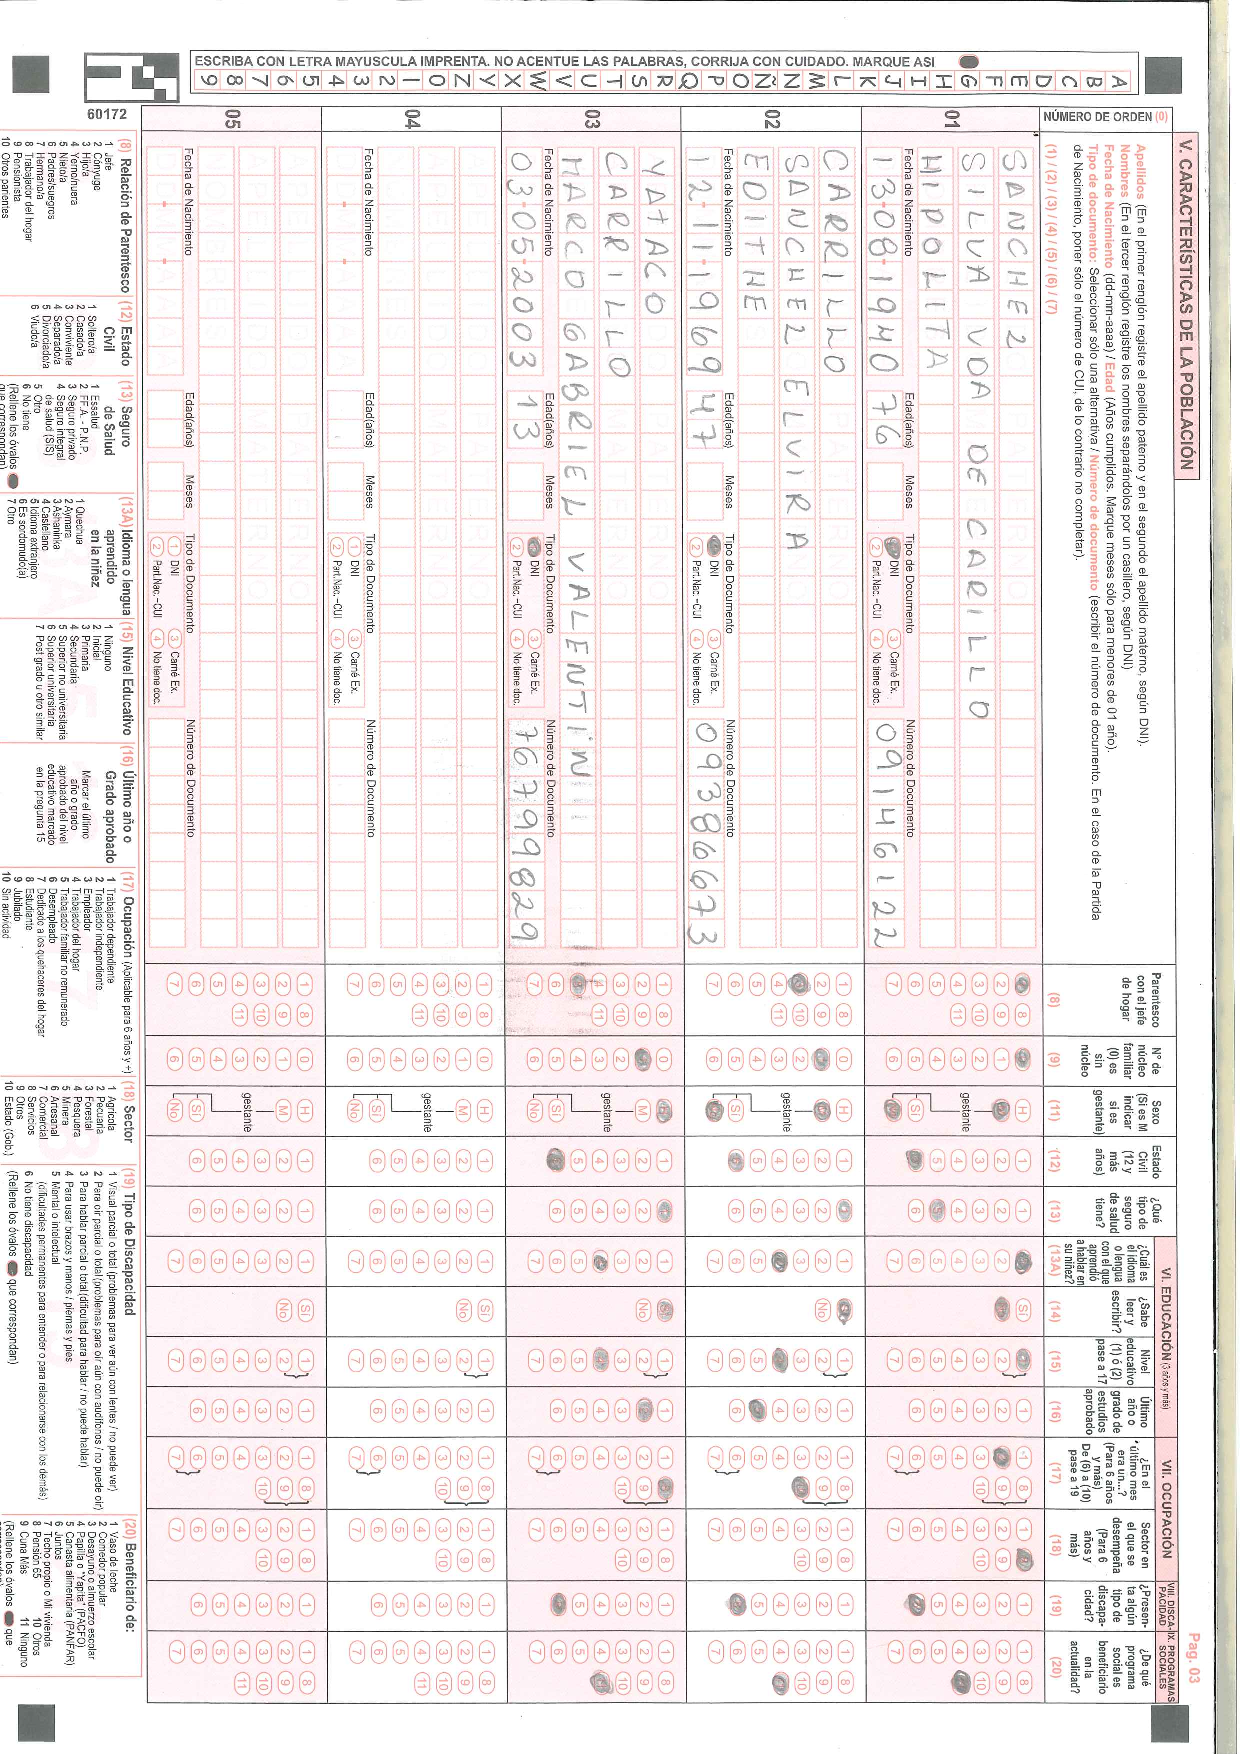 Pag. 03
V. CARACTERÍSTICAS DE LA POBLACIÓN
VI. EDUCACIÓN (3 años y más)
VII. OCUPACIÓN
VIII. DISCA-PACIDAD
IX. PROGRAMAS SOCIALES
Apellidos (En el primer renglón registre el apellido paterno y en el segundo el apellido materno, según DNI).
Nombres (En el tercer renglón registre los nombres separándolos por un casillero, según DNI)
Fecha de Nacimiento (dd-mm-aaaa) / Edad (Años cumplidos. Marque meses sólo para menores de 01 año).
Tipo de documento: Seleccionar sólo una alternativa / Número de documento (escribir el número de documento. En el caso de la Partida
de Nacimiento, poner sólo el número de CUI, de lo contrario no completar).
NÚMERO DE ORDEN (0)
(1) / (2) / (3) / (4) / (5) / (6) / (7)
Parentesco con el jefe de hogar
(8)
N° de núcleo familiar (0) es sin núcleo
(9)
Sexo (Si es M indicar si es gestante)
(11)
Estado Civil (12 y más años)
(12)
¿Qué tipo de seguro de salud tiene?
(13)
¿Cuál es el idioma o lengua con el que aprendió a hablar en su niñez?
(13A)
¿Sabe leer y escribir?
(14)
Nivel educativo (1) ó (2) pase a 17
(15)
Último año o grado de estudios aprobado
(16)
¿En el último mes era un...? (Para 6 años y más) De (6) a (10) pase a 19
(17)
Sector en el que se desempeña (Para 6 años y más)
(18)
¿Presenta algún tipo de discapacidad?
(19)
¿De qué programa social es beneficiario en la actualidad?
(20)
01
SANCHEZ
SILVA VDA DE CARILLO
HIPOLITA
Fecha de Nacimiento Edad(años) Meses Tipo de Documento Número de Documento
13-08-1940 76 DNI 3 Carné Ex. 09146122
2 Part.Nac.-CUI 4 No tiene doc.
02
CARRILLO
SANCHEZ ELVIRA
EDITHE
Fecha de Nacimiento Edad(años) Meses Tipo de Documento Número de Documento
12-11-1969 47 DNI 3 Carné Ex. 09386673
2 Part.Nac.-CUI 4 No tiene doc.
03
YATACO
CARRILLO
MARCO GABRIEL VALENTIN
Fecha de Nacimiento Edad(años) Meses Tipo de Documento Número de Documento
03-05-2003 13 DNI 3 Carné Ex. 76799829
2 Part.Nac.-CUI 4 No tiene doc.
04
Fecha de Nacimiento Edad(años) Meses Tipo de Documento Número de Documento
1 DNI 3 Carné Ex.
2 Part.Nac.-CUI 4 No tiene doc.
05
Fecha de Nacimiento Edad(años) Meses Tipo de Documento Número de Documento
1 DNI 3 Carné Ex.
2 Part.Nac.-CUI 4 No tiene doc.
(8) Relación de Parentesco
1 Jefe
2 Cónyuge
3 Hijo/a
4 Yerno/nuera
5 Nieto/a
6 Padres/suegros
7 Hermano/a
8 Trabajador del hogar
9 Pensionista
10 Otros parientes
(12) Estado Civil
1 Soltero/a
2 Casado/a
3 Conviviente
4 Separado/a
5 Divorciado/a
6 Viudo/a
(13) Seguro de Salud
1 Essalud
2 FF.A. - P.N.P.
3 Seguro privado
4 Seguro integral de salud (SIS)
5 Otro
6 No tiene
(Rellene los óvalos que correspondan)
(13A) Idioma o lengua aprendido en la niñez
1 Quechua
2 Aymara
3 Ashaninka
4 Castellano
5 Idioma extranjero
6 Es sordomudo(a)
7 Otro
(15) Nivel Educativo
1 Ninguno
2 Inicial
3 Primaria
4 Secundaria
5 Superior no universitaria
6 Superior universitaria
7 Post grado u otro similar
(16) Último año o Grado aprobado
Marcar el último año o grado aprobado del nivel educativo marcado en la pregunta 15
(17) Ocupación (Aplicable para 6 años y +)
1 Trabajador dependiente
2 Trabajador independiente
3 Empleador
4 Trabajador del hogar
5 Trabajador familiar no remunerado
6 Desempleado
7 Dedicado a los quehaceres del hogar
8 Estudiante
9 Jubilado
10 Sin actividad
(18) Sector
1 Agrícola
2 Pecuaria
3 Forestal
4 Pesquera
5 Minera
6 Artesanal
7 Comercial
8 Servicios
9 Otros
10 Estado (Gob.)
(19) Tipo de Discapacidad
1 Visual parcial o total (problemas para ver aún con lentes / no puede ver)
2 Para oir parcial o total (problemas para oir aún con audífonos / no puede oir)
3 Para hablar parcial o total (dificultad para hablar / no puede hablar)
4 Para usar brazos y manos / piernas y pies
5 Mental o intelectual
(dificultades permanentes para entender o para relacionarse con los demás)
6 No tiene discapacidad
(Rellene los óvalos que correspondan)
(20) Beneficiario de:
1 Vaso de leche
2 Comedor popular
3 Desayuno o almuerzo escolar
4 Papilla o "Yapita" (PACFO)
5 Canasta alimentaria (PANFAR)
6 Juntos
7 Techo propio o Mi vivienda
8 Pensión 65 10 Otros
9 Cuna Más 11 Ninguno
(Rellene los óvalos que
60172
ESCRIBA CON LETRA MAYUSCULA IMPRENTA. NO ACENTUE LAS PALABRAS, CORRIJA CON CUIDADO. MARQUE ASI
A B C D E F G H I J K L M N Ñ O P Q R S T U V W X Y Z 0 1 2 3 4 5 6 7 8 9